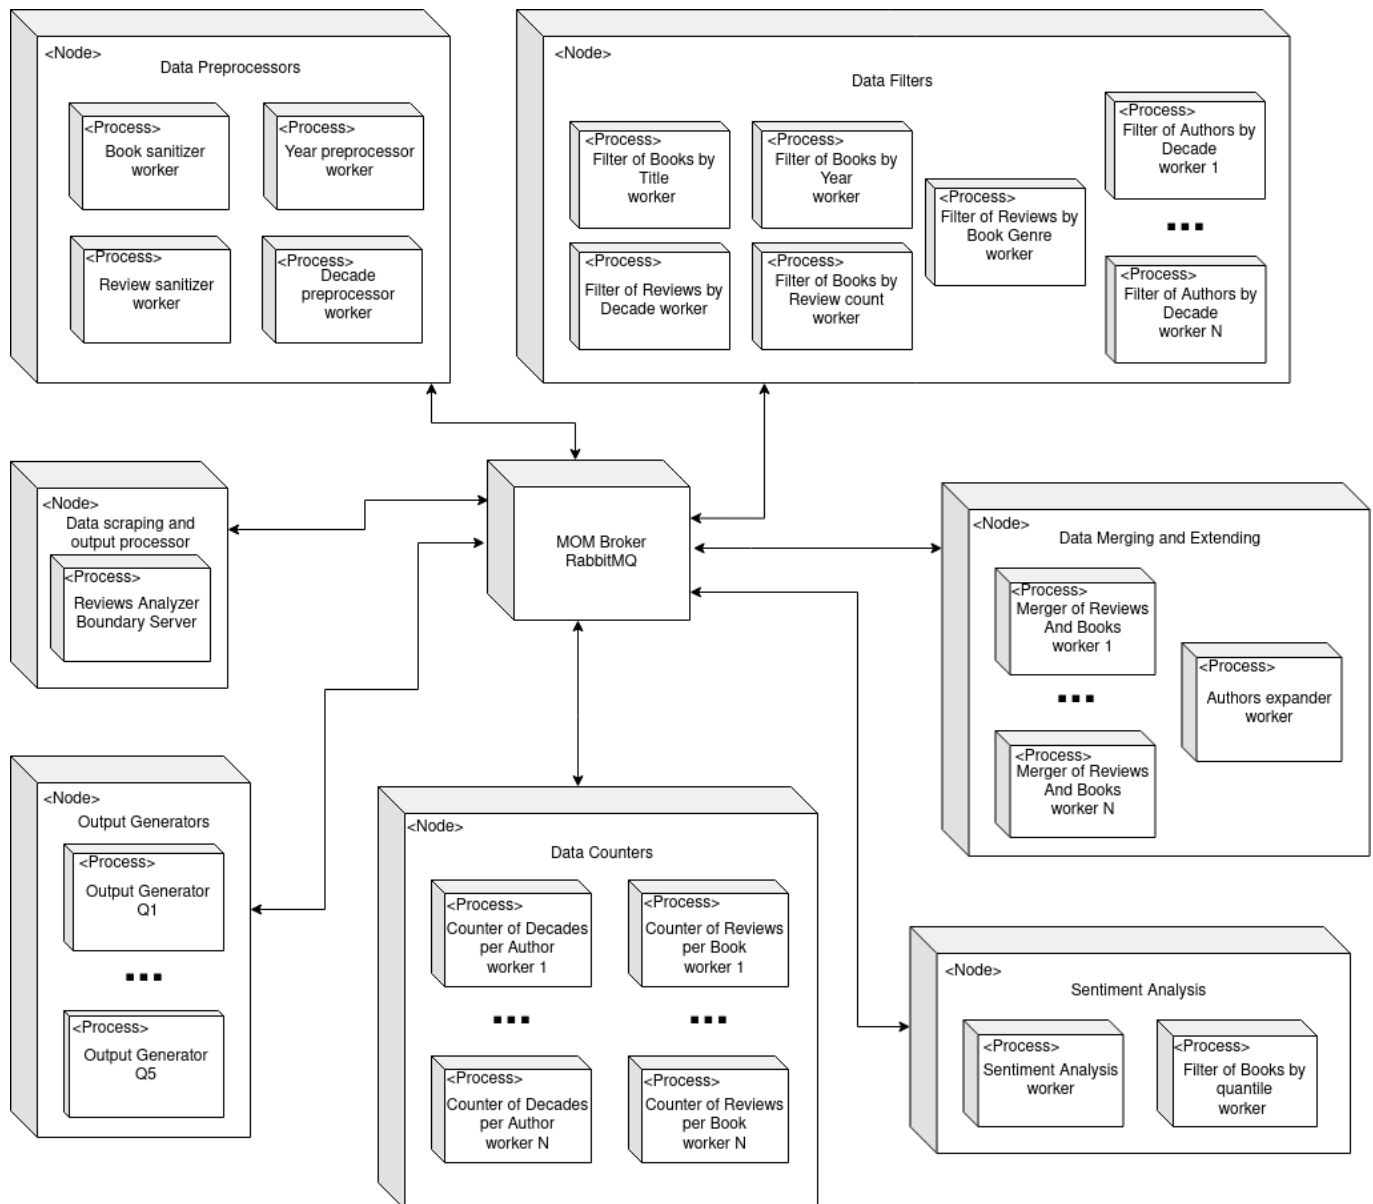 <Node>
Data Preprocessors
<Process>
Book sanitizer
worker
<Process>
Year preprocessor
worker
<Process>
Review sanitizer
worker
<Process>
Decade
preprocessor
worker
<Node>
Data Filters
<Process>
Filter of Books by
Title
worker
<Process>
Filter of Books by
Year
worker
<Process>
Filter of Reviews by
Decade worker
<Process>
Filter of Books by
Review count
worker
<Process>
Filter of Reviews by
Book Genre
worker
<Process>
Filter of Authors by
Decade
worker 1
<Process>
Filter of Authors by
Decade
worker N
<Node>
Data scraping and
output processor
<Process>
Reviews Analyzer
Boundary Server
MOM Broker
RabbitMQ
<Node>
Data Merging and Extending
<Process>
Merger of Reviews
And Books
worker 1
<Process>
Merger of Reviews
And Books
worker N
<Process>
Authors expander
worker
<Node>
Output Generators
<Process>
Output Generator
Q1
<Process>
Output Generator
Q5
<Node>
Data Counters
<Process>
Counter of Decades
per Author
worker 1
<Process>
Counter of Reviews
per Book
worker 1
<Process>
Counter of Decades
per Author
worker N
<Process>
Counter of Reviews
per Book
worker N
<Node>
Sentiment Analysis
<Process>
Sentiment Analysis
worker
<Process>
Filter of Books by
quantile
worker